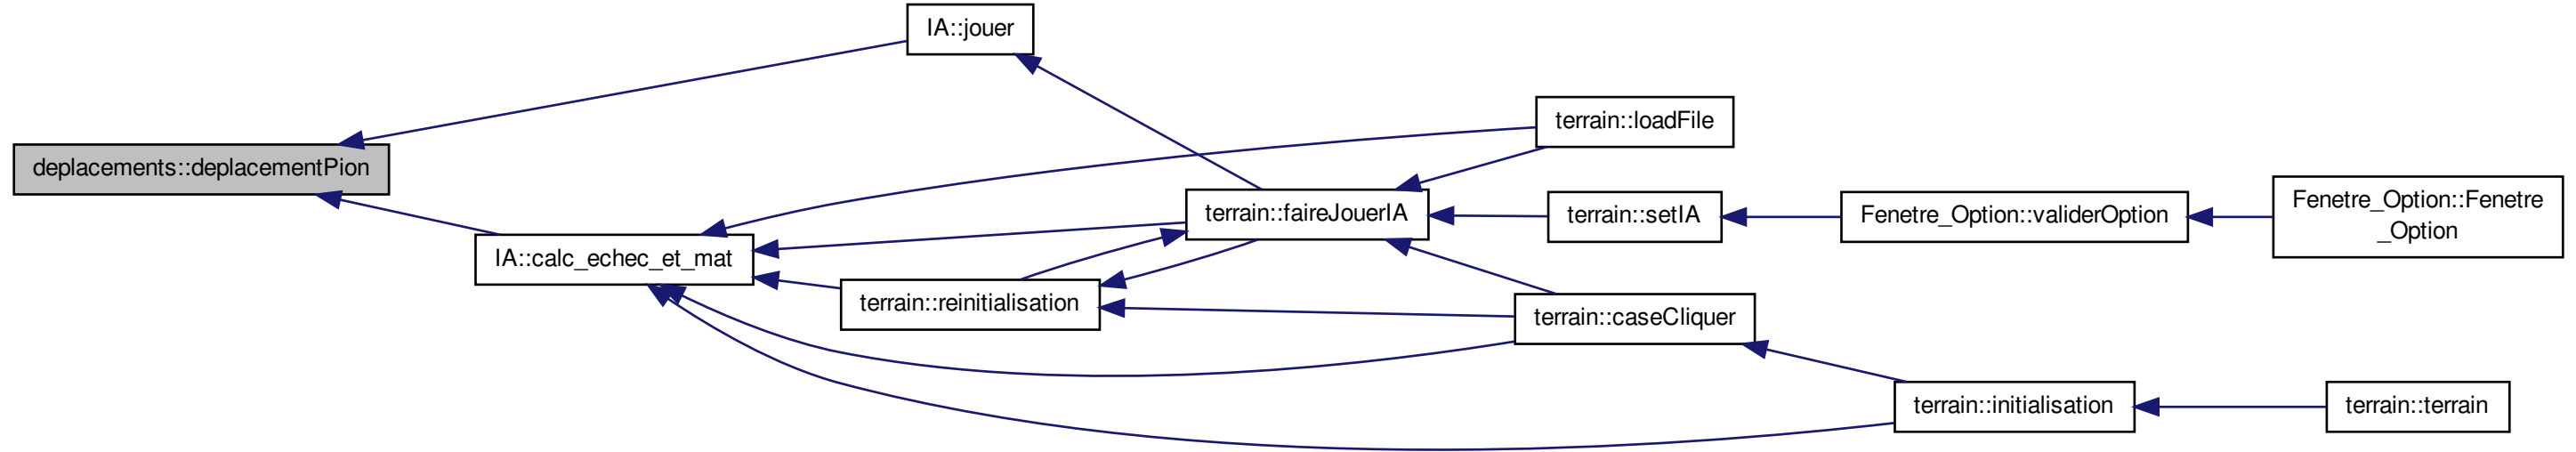 IA::jouer
terrain::loadFile
deplacements::deplacementPion
terrain::faireJouerIA
terrain::setIA
Fenetre_Option::validerOption
Fenetre_Option::Fenetre
_Option
IA::calc_echec_et_mat
terrain::reinitialisation
terrain::caseCliquer
terrain::initialisation
terrain::terrain